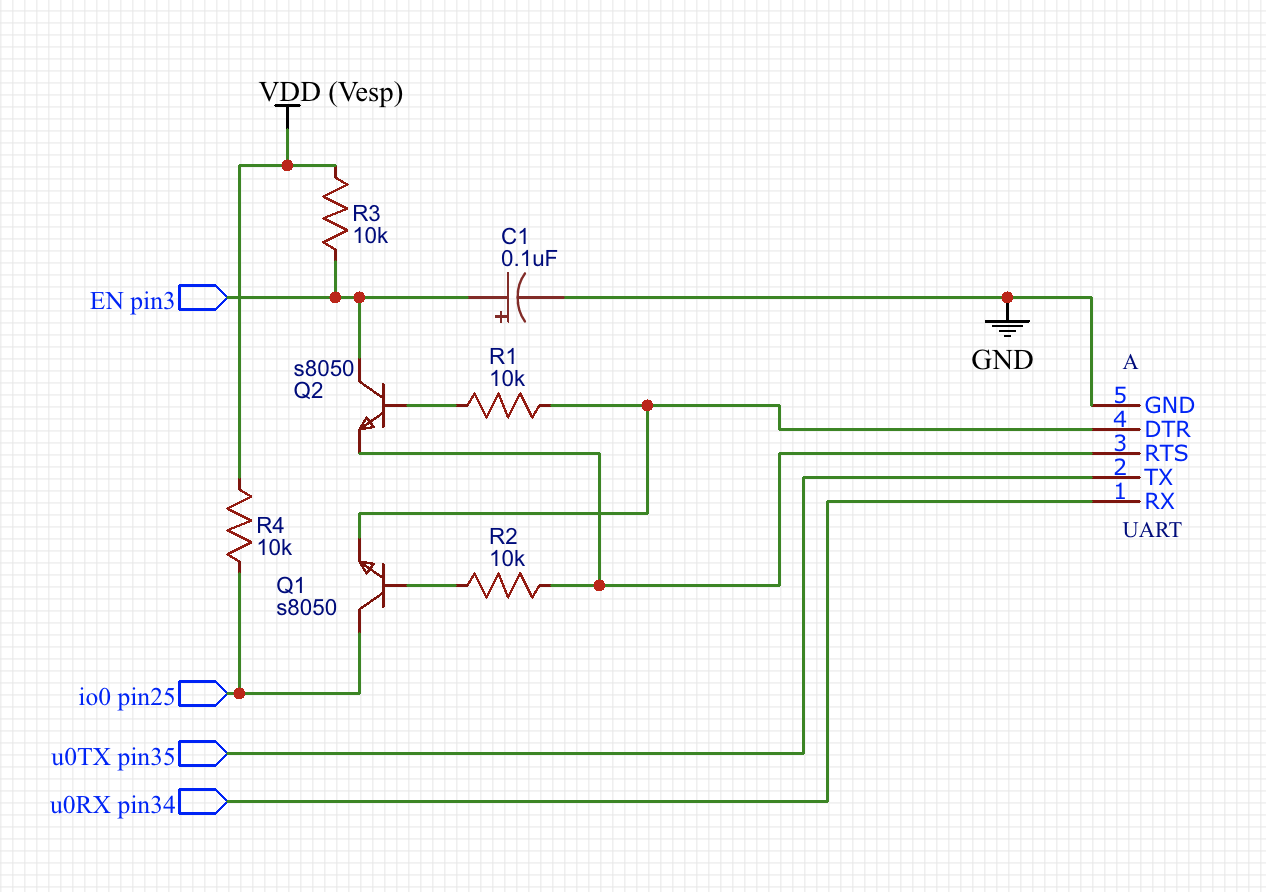 VDD (Vesp)
R3
10k
C1
0.1uF
+
EN pin3
GND
s8050
Q2
R1
10k
A
5 GND
4 DTR
3 RTS
2 TX
1 RX
UART
R4
10k
R2
10k
Q1
s8050
io0 pin25
u0TX pin35
u0RX pin34